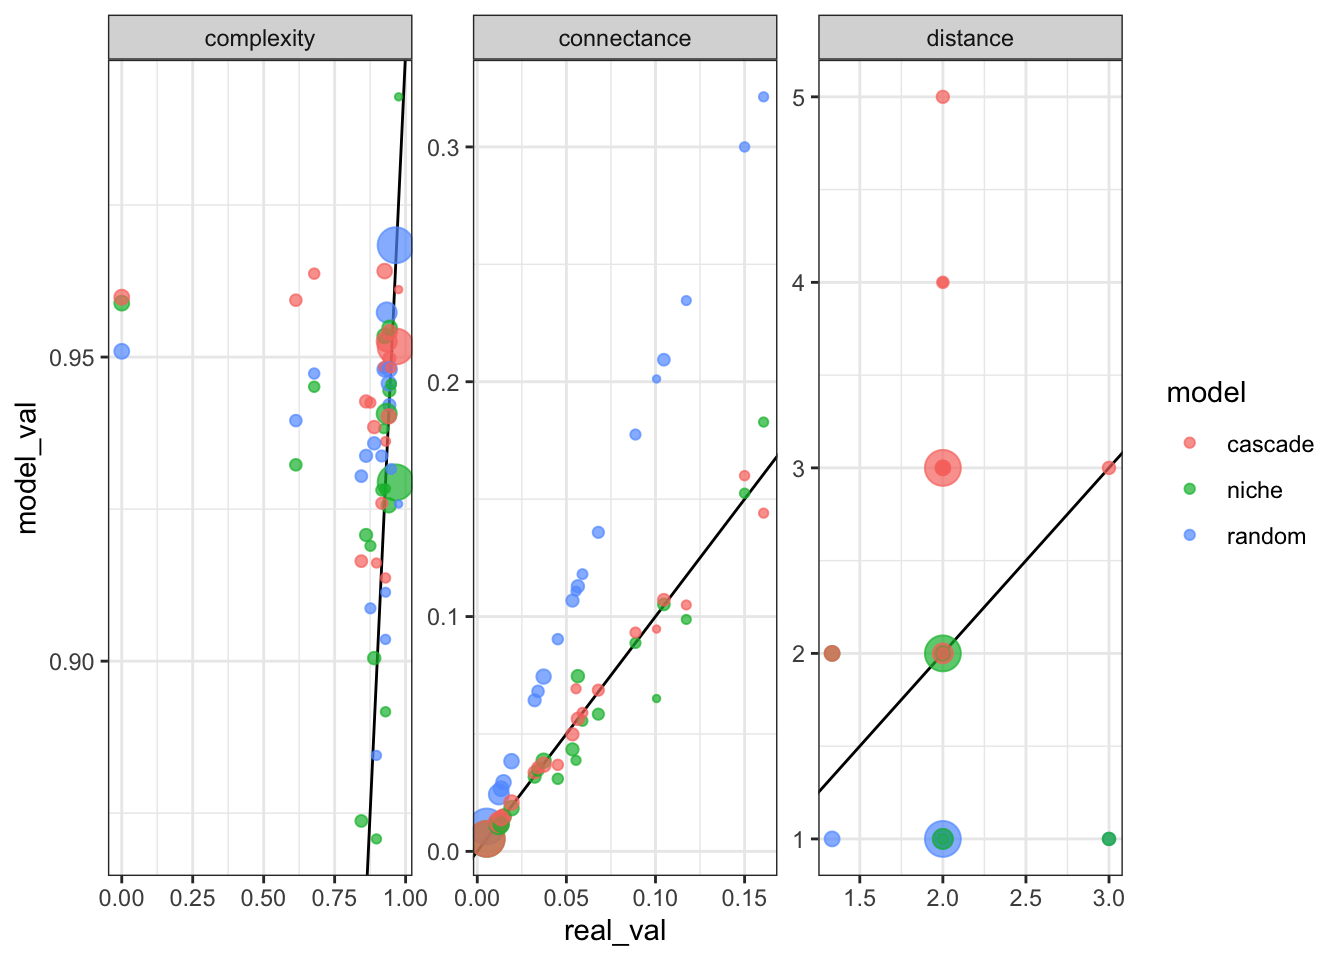 complexity connectance distance
0.95
0.90
0.3
0.2
0.1
0.0
5
4
3
2
1
0.00 0.25 0.50 0.75 1.00
0.00 0.05 0.10 0.15
1.5 2.0 2.5 3.0
real_val
model_val
model
cascade
niche
random